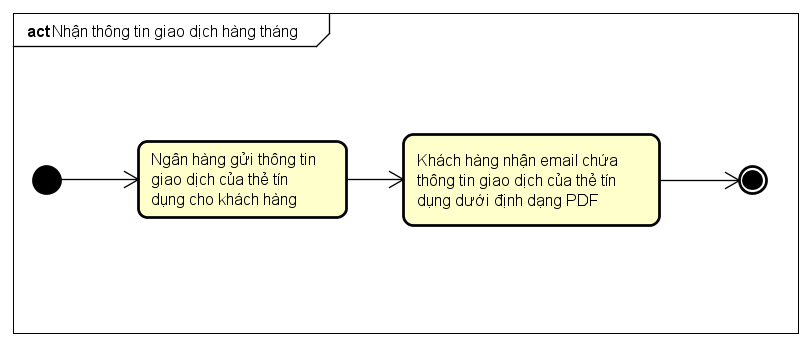 act Nhận thông tin giao dịch hàng tháng
Ngân hàng gửi thông tin
giao dịch của thẻ tín
dụng cho khách hàng
Khách hàng nhận email chứa
thông tin giao dịch của thẻ tín
dụng dưới định dạng PDF